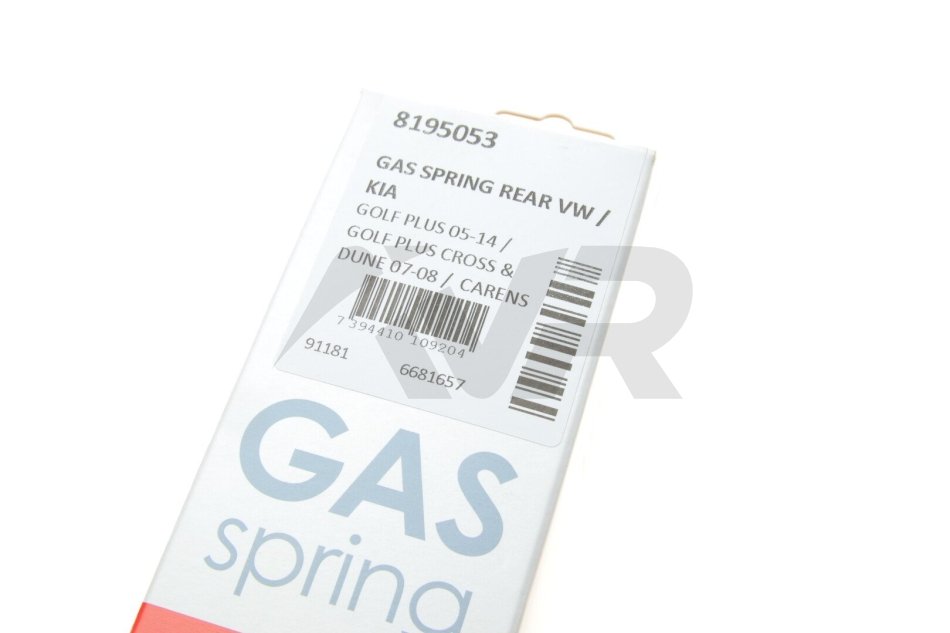 8195053
GAS SPRING REAR VW /
KIA
GOLF PLUS 05-14 /
GOLF PLUS CROSS &
DUNE 07-08 / CARENS
7 394410 109204
91181
6681657
GAS
spring